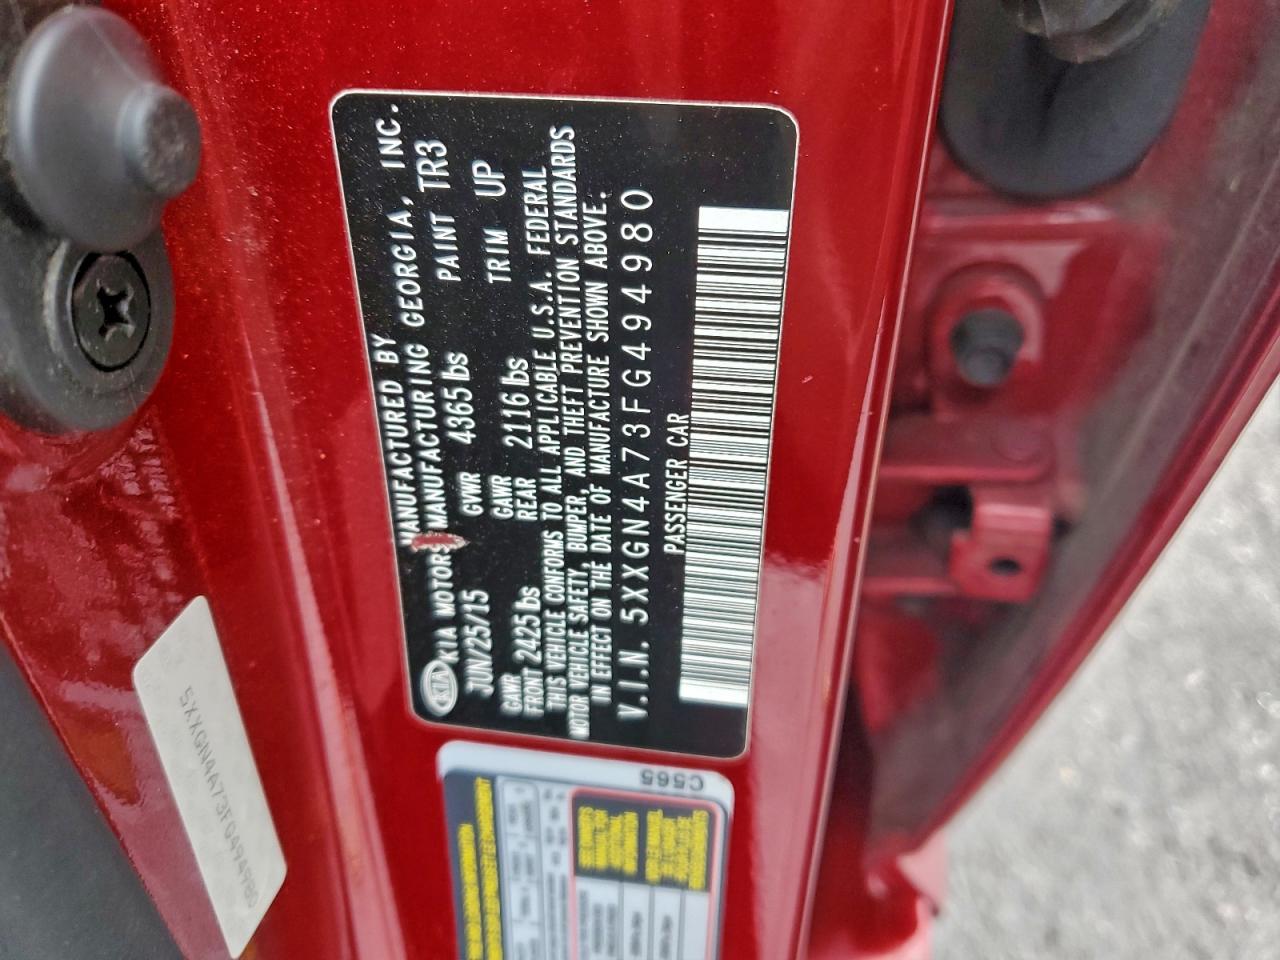 KIA
MANUFACTURED BY
KIA MOTORS MANUFACTURING GEORGIA, INC.
JUN/25/15 GVWR 4365 lbs PAINT TR3
GAWR FRONT 2425 lbs GAWR REAR 2116 lbs TRIM UP
THIS VEHICLE CONFORMS TO ALL APPLICABLE U.S.A. FEDERAL
MOTOR VEHICLE SAFETY, BUMPER, AND THEFT PREVENTION STANDARDS
IN EFFECT ON THE DATE OF MANUFACTURE SHOWN ABOVE.
V.I.N. 5XXGN4A73FG494980
PASSENGER CAR
5XXGN4A73FG494980
C565